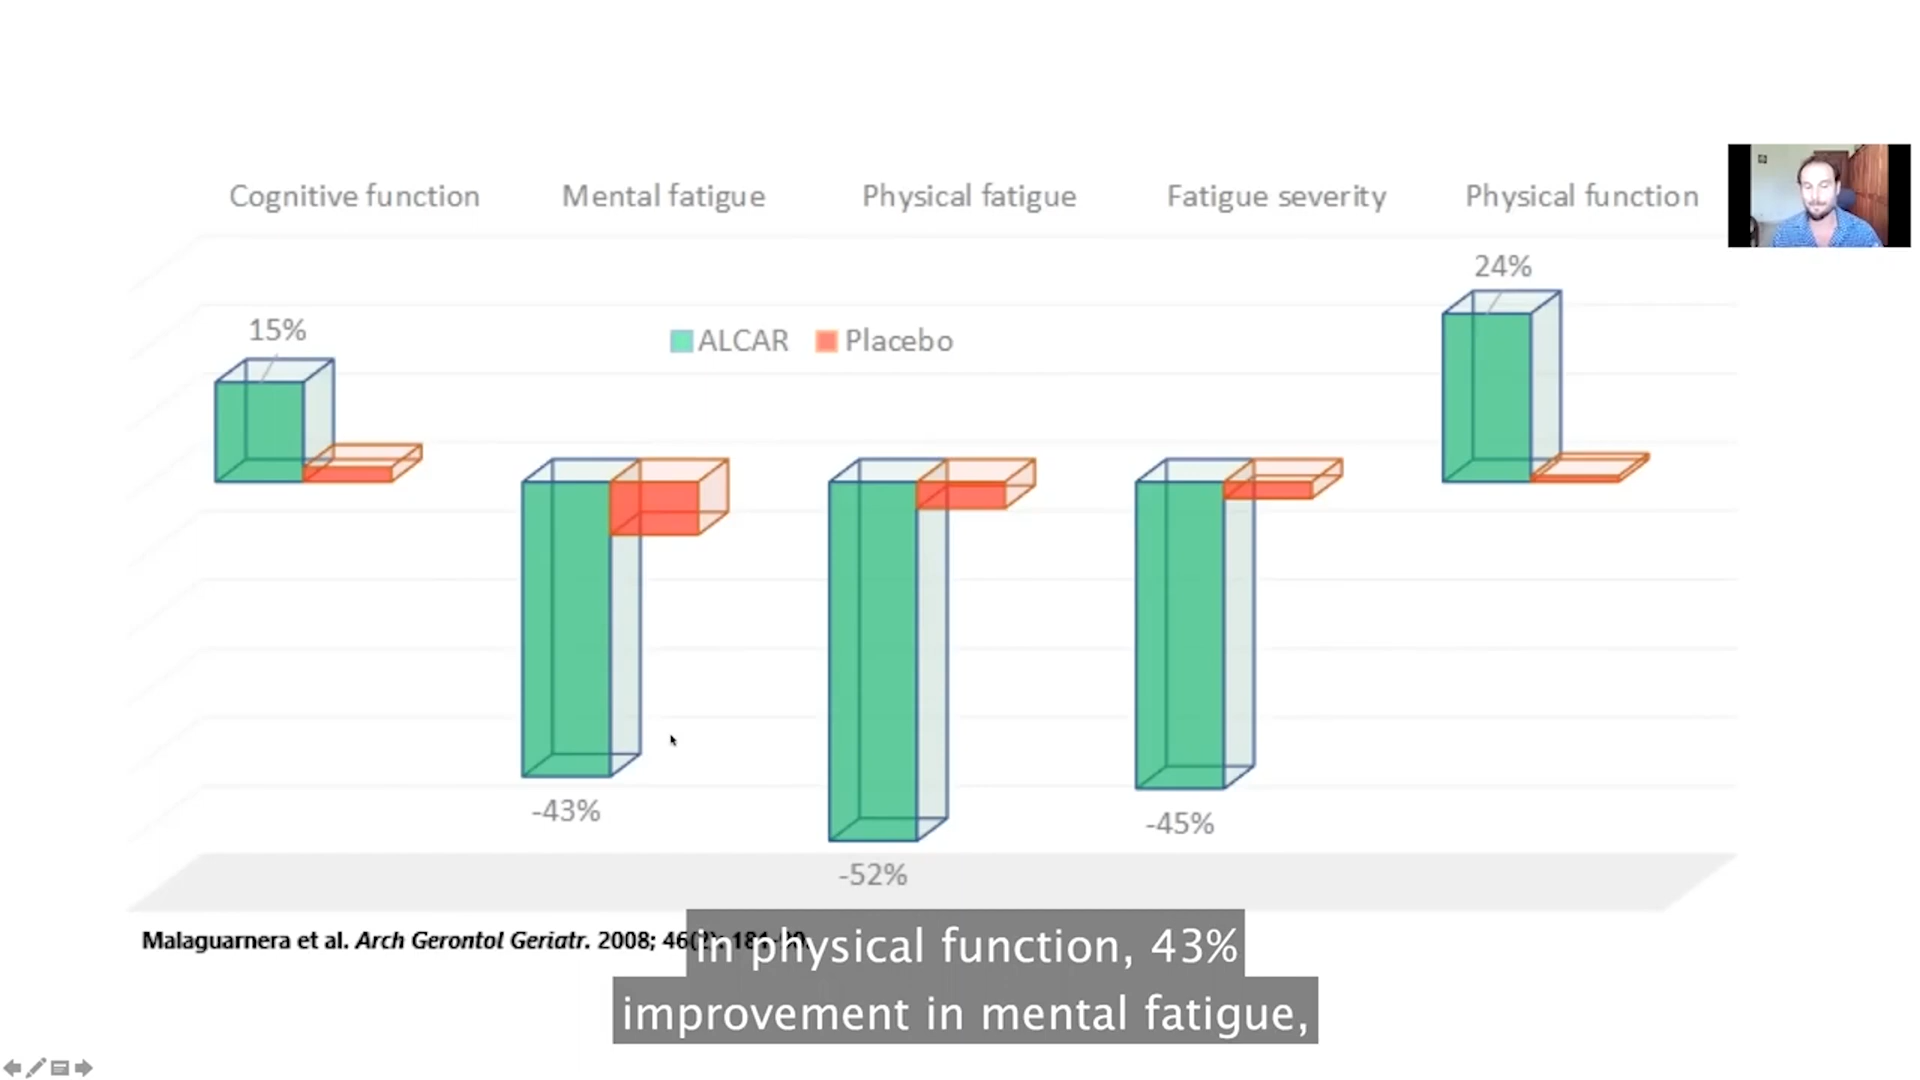 Cognitive function
Mental fatigue
Physical fatigue
Fatigue severity
Physical function
24%
15%
ALCAR
Placebo
-43%
-45%
-52%
Malaguarnera et al. Arch Gerontol Geriatr. 2008; 46(2):
in physical function, 43%
improvement in mental fatigue,